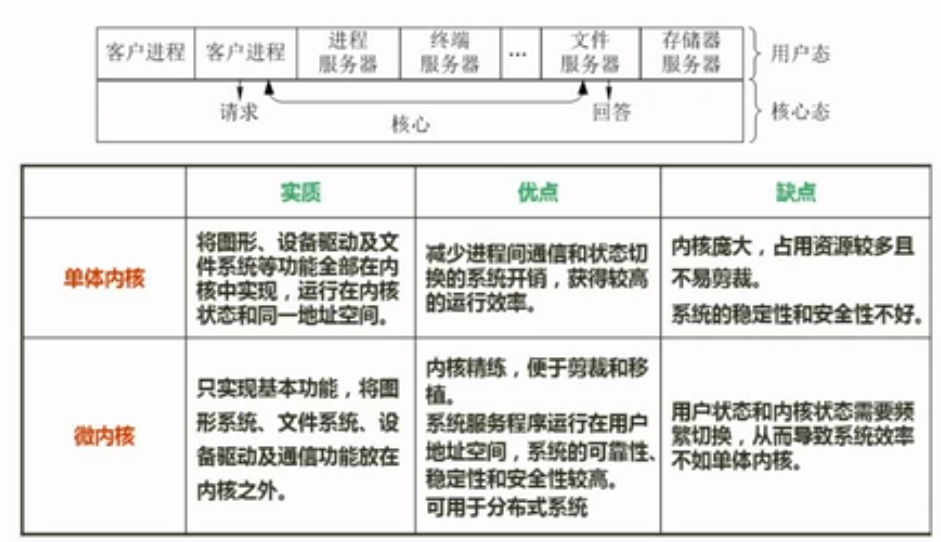 客户进程 客户进程 进程服务器 终端服务器 … 文件服务器 存储器服务器 用户态
请求 回答 核心态
核心
实质 优点 缺点
单体内核
将图形、设备驱动及文
件系统等功能全部在内
核中实现，运行在内核
状态和同一地址空间。
减少进程间通信和状态切
换的系统开销，获得较高
的运行效率。
内核庞大，占用资源较多且
不易剪裁。
系统的稳定性和安全性不好。
微内核
只实现基本功能，将图
形系统、文件系统、设
备驱动及通信功能放在
内核之外。
内核精练，便于剪裁和移
植。
系统服务程序运行在用户
地址空间，系统的可靠性、
稳定性和安全性较高。
可用于分布式系统
用户状态和内核状态需要频
繁切换，从而导致系统效率
不如单体内核。